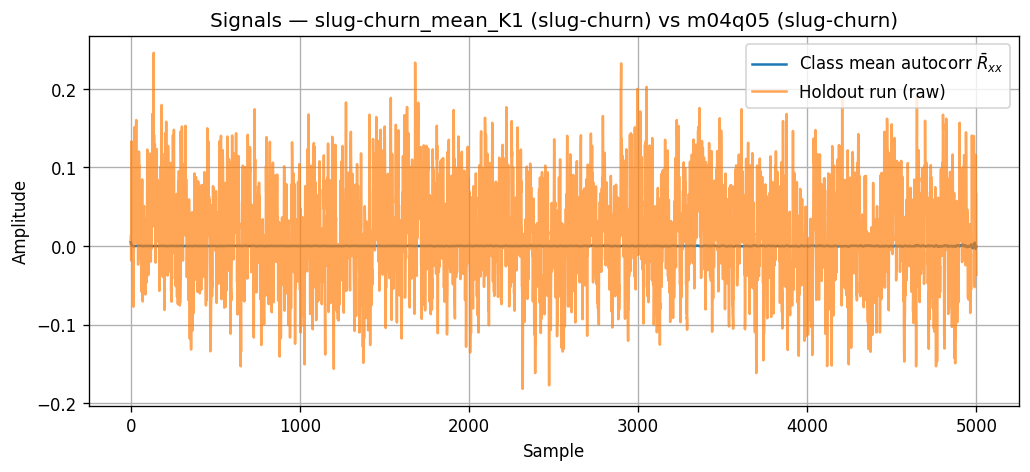 Signals — slug-churn_mean_K1 (slug-churn) vs m04q05 (slug-churn)
Class mean autocorr $\bar{R}_{xx}$
Holdout run (raw)
Amplitude
0.2
0.1
0.0
−0.1
−0.2
0 1000 2000 3000 4000 5000
Sample